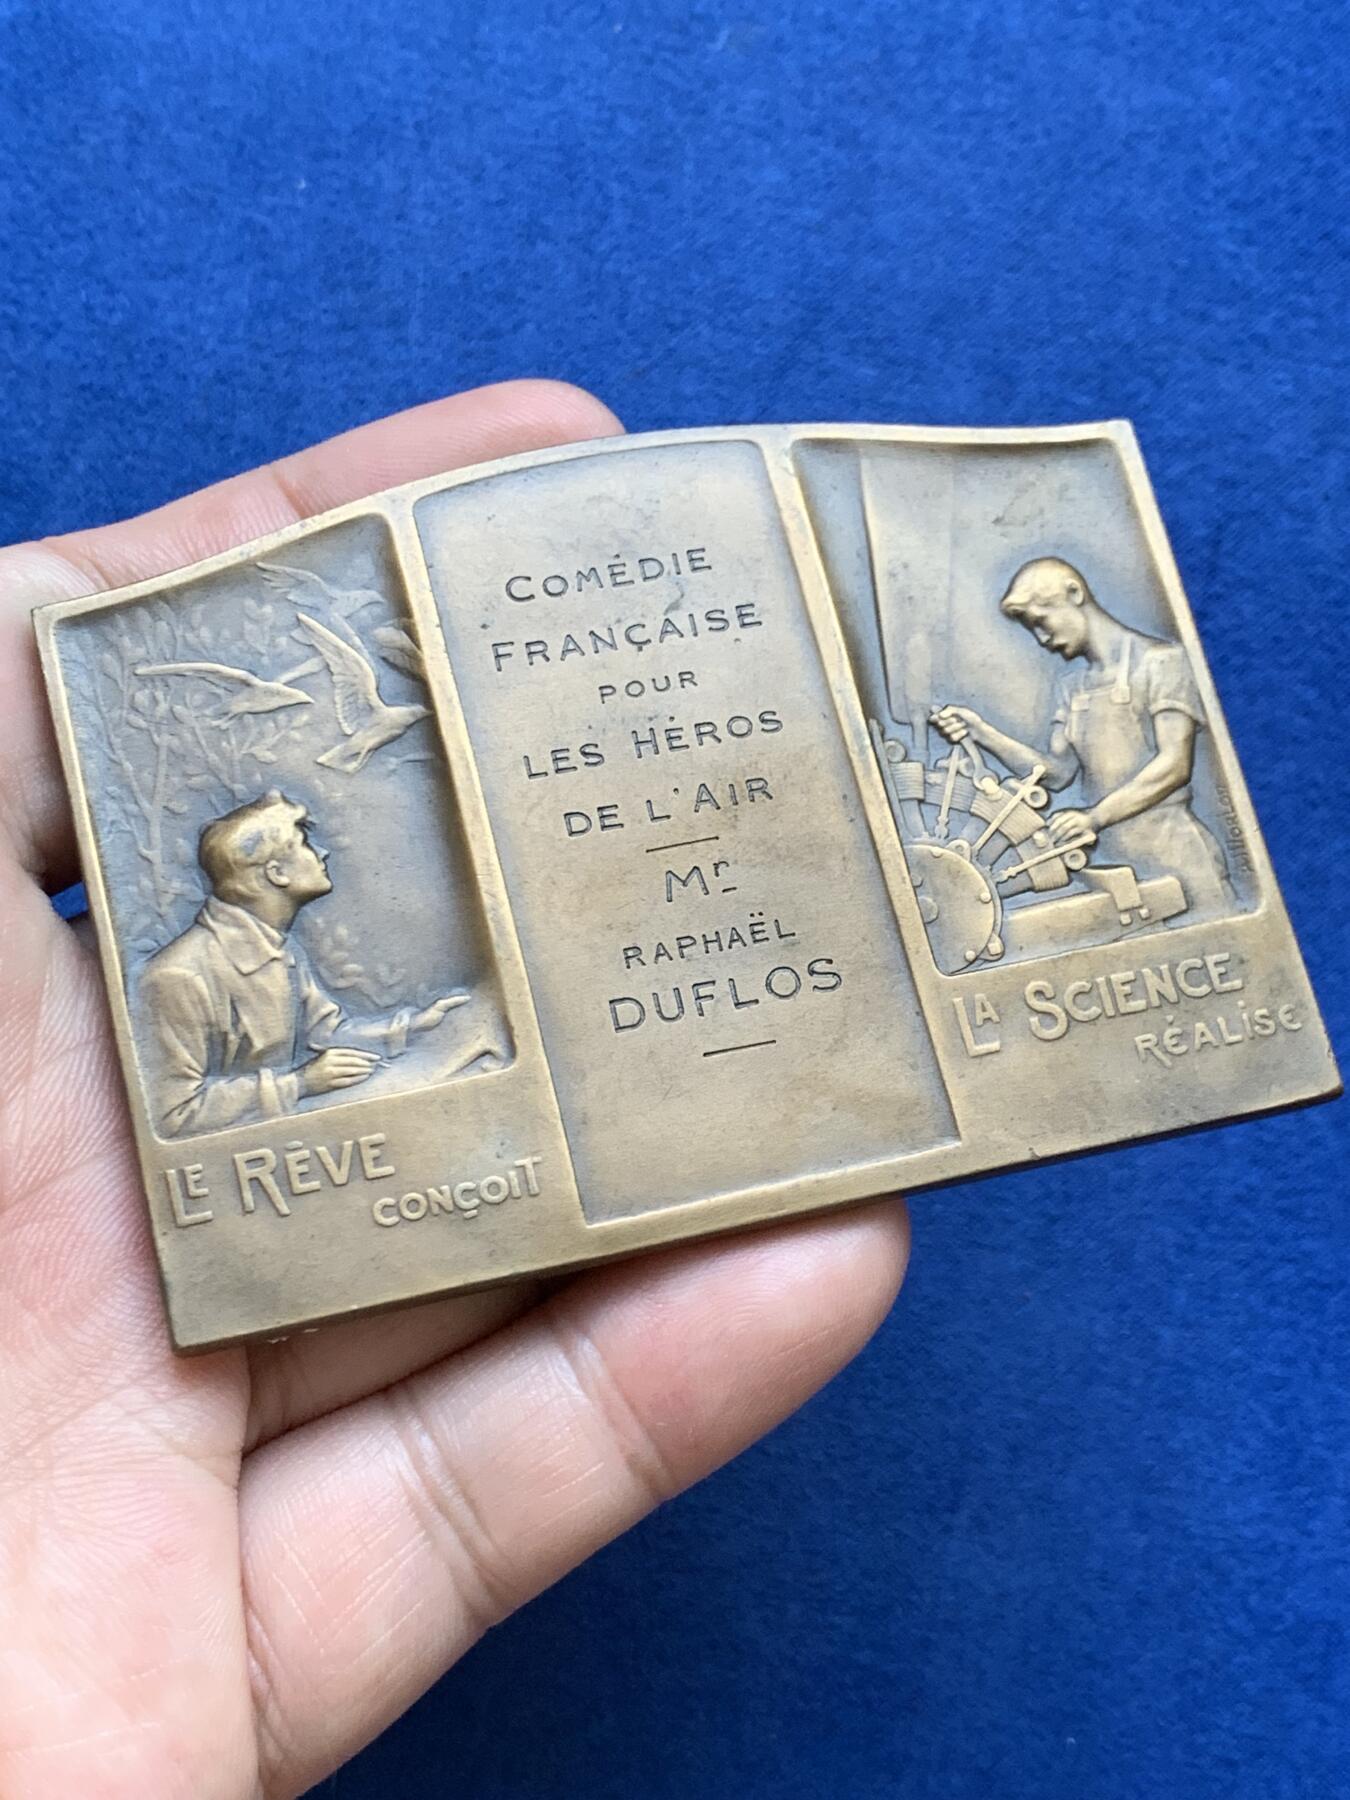 COMÉDIE
FRANÇAISE
POUR
LES HÉROS
DE L'AIR
Mr
RAPHAËL
DUFLOS
LE RÊVE
CONÇOIT
LA SCIENCE
RÉALISE